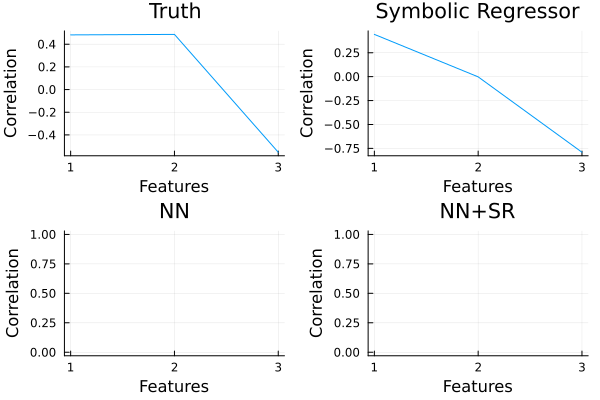 Truth
Correlation
0.4
0.2
0.0
−0.2
−0.4
1 2 3
Features
Symbolic Regressor
Correlation
0.25
0.00
−0.25
−0.50
−0.75
1 2 3
Features
NN
Correlation
1.00
0.75
0.50
0.25
0.00
1 2 3
Features
NN+SR
Correlation
1.00
0.75
0.50
0.25
0.00
1 2 3
Features